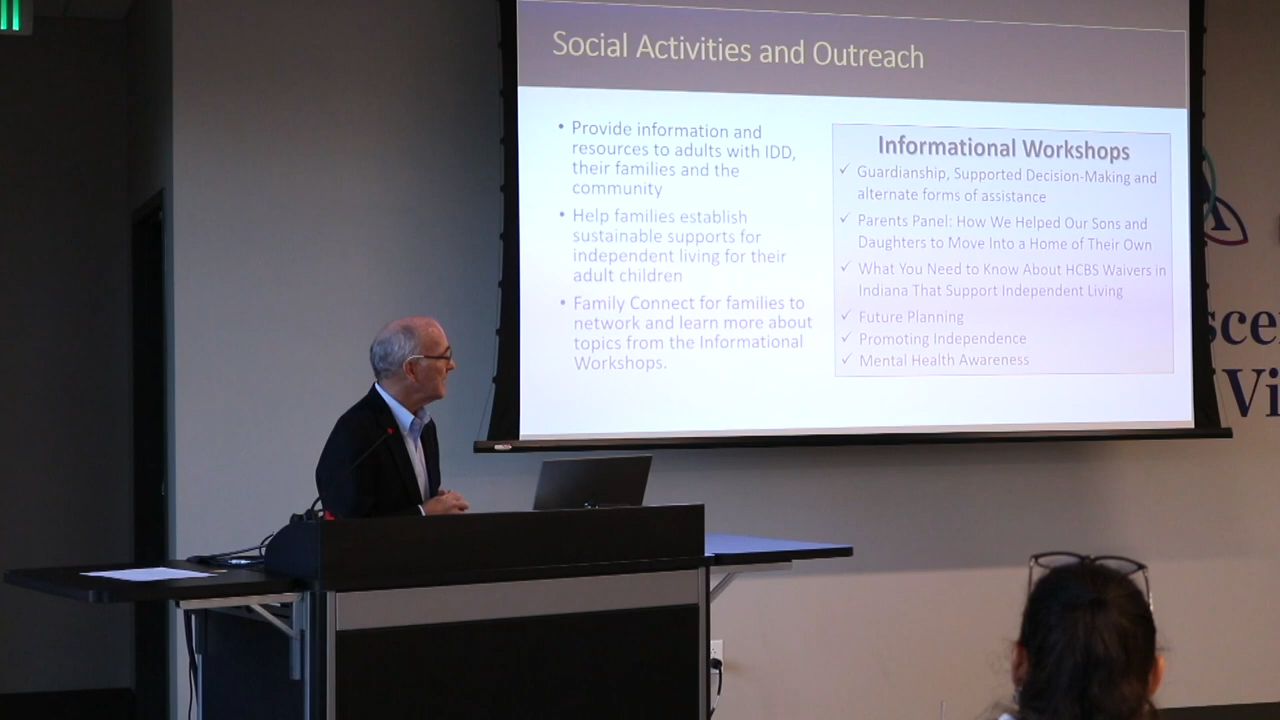 Social Activities and Outreach
• Provide information and
resources to adults with IDD,
their families and the
community
• Help families establish
sustainable supports for
independent living for their
adult children
• Family Connect for families to
network and learn more about
topics from the Informational
Workshops.
Informational Workshops
✓ Guardianship, Supported Decision-Making and
alternate forms of assistance
✓ Parents Panel: How We Helped Our Sons and
Daughters to Move Into a Home of Their Own
✓ What You Need to Know About HCBS Waivers in
Indiana That Support Independent Living
✓ Future Planning
✓ Promoting Independence
✓ Mental Health Awareness